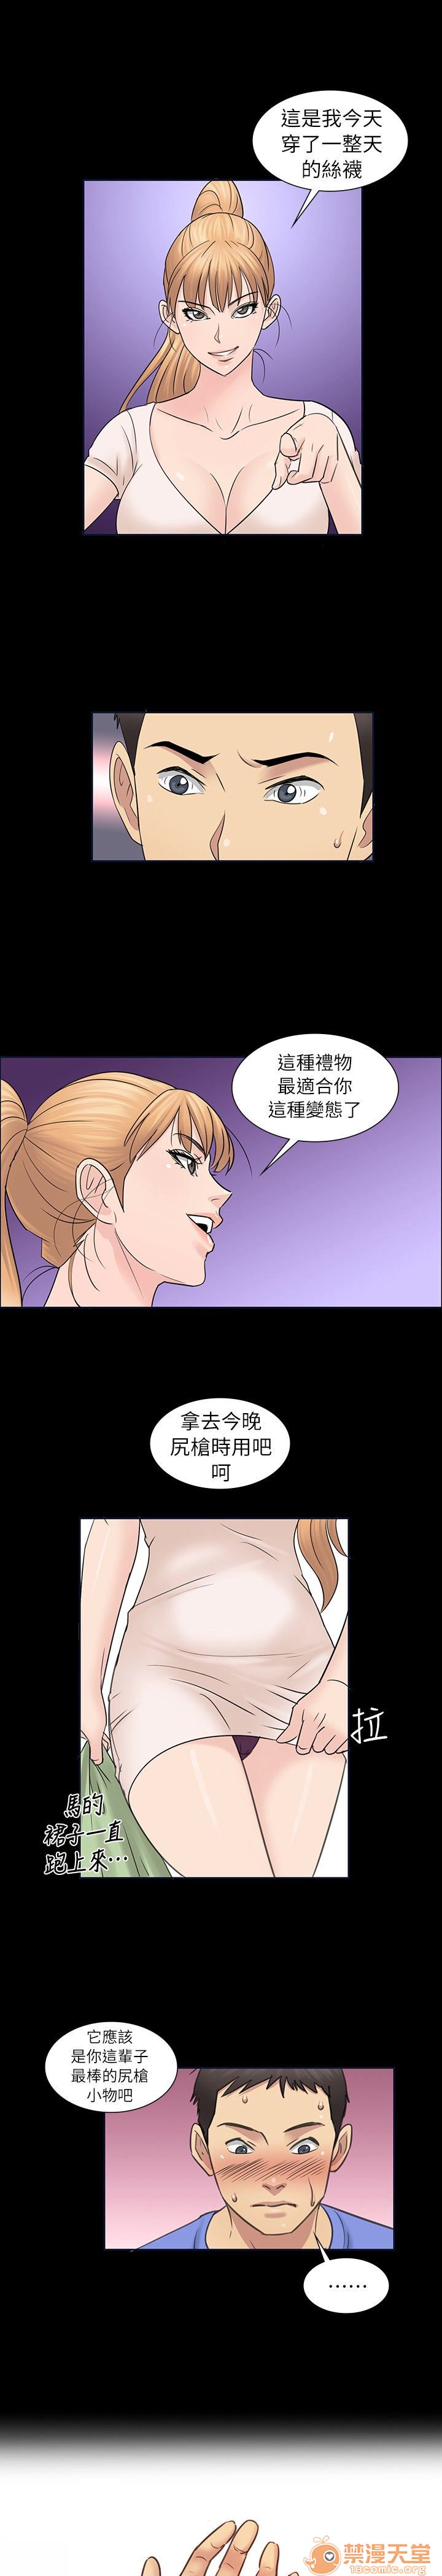 這是我今天
穿了一整天
的絲襪
這種禮物
最適合你
這種變態了
拿去今晚
尻槍時用吧
呵
拉
馬的
裙子一直
跑上來…
它應該
是你這輩子
最棒的尻槍
小物吧
……
禁漫天堂
18comic.org